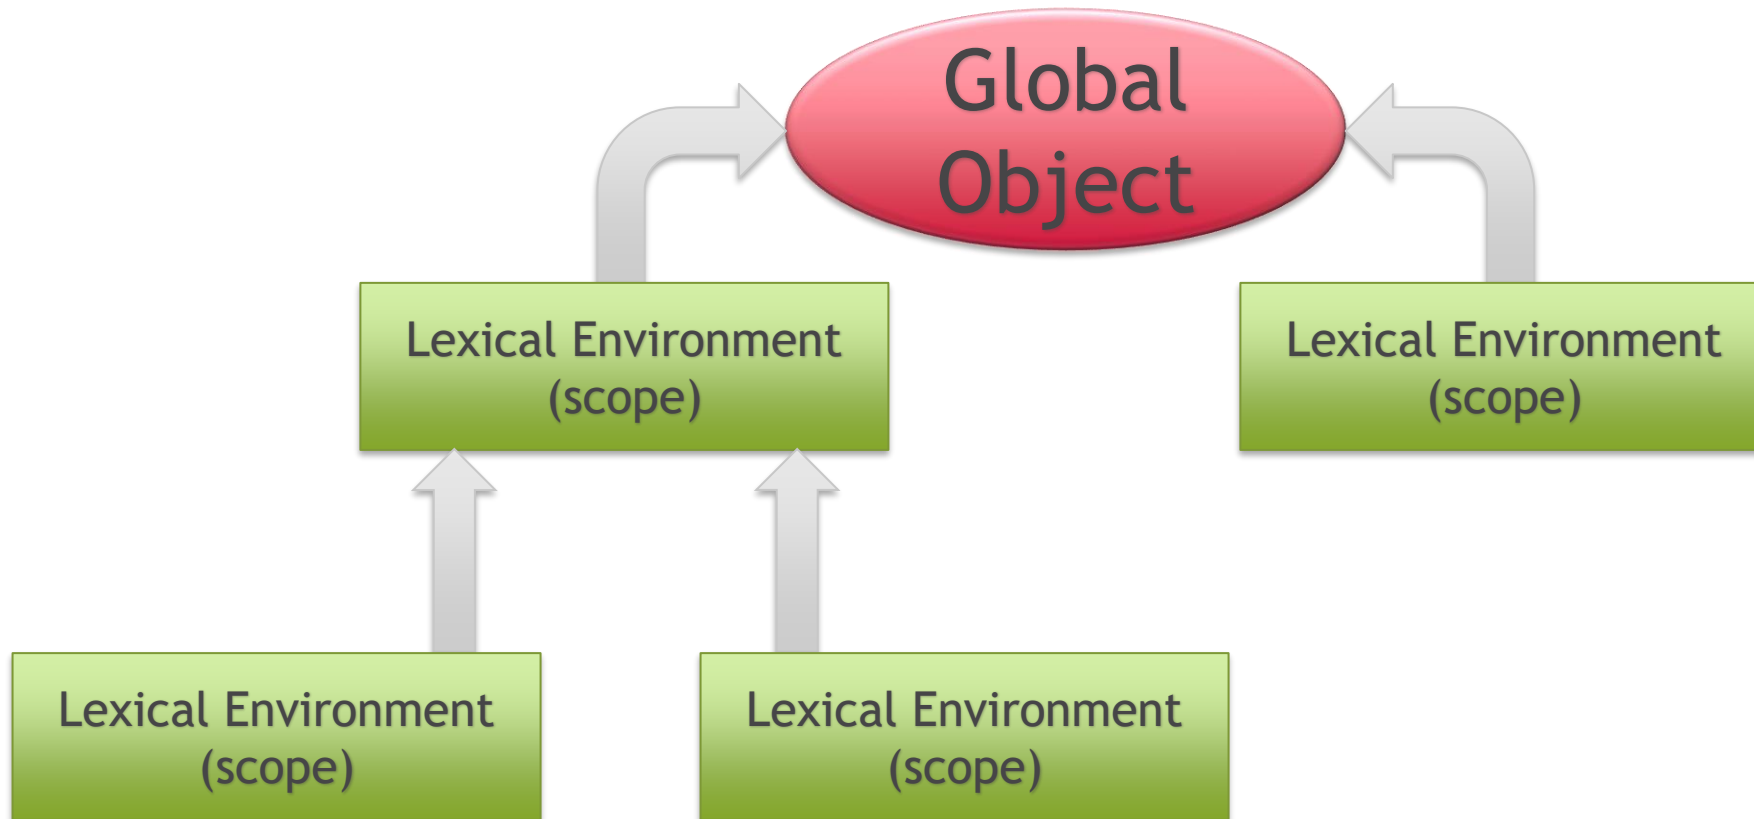 Global
Object
Lexical Environment
(scope)
Lexical Environment
(scope)
Lexical Environment
(scope)
Lexical Environment
(scope)